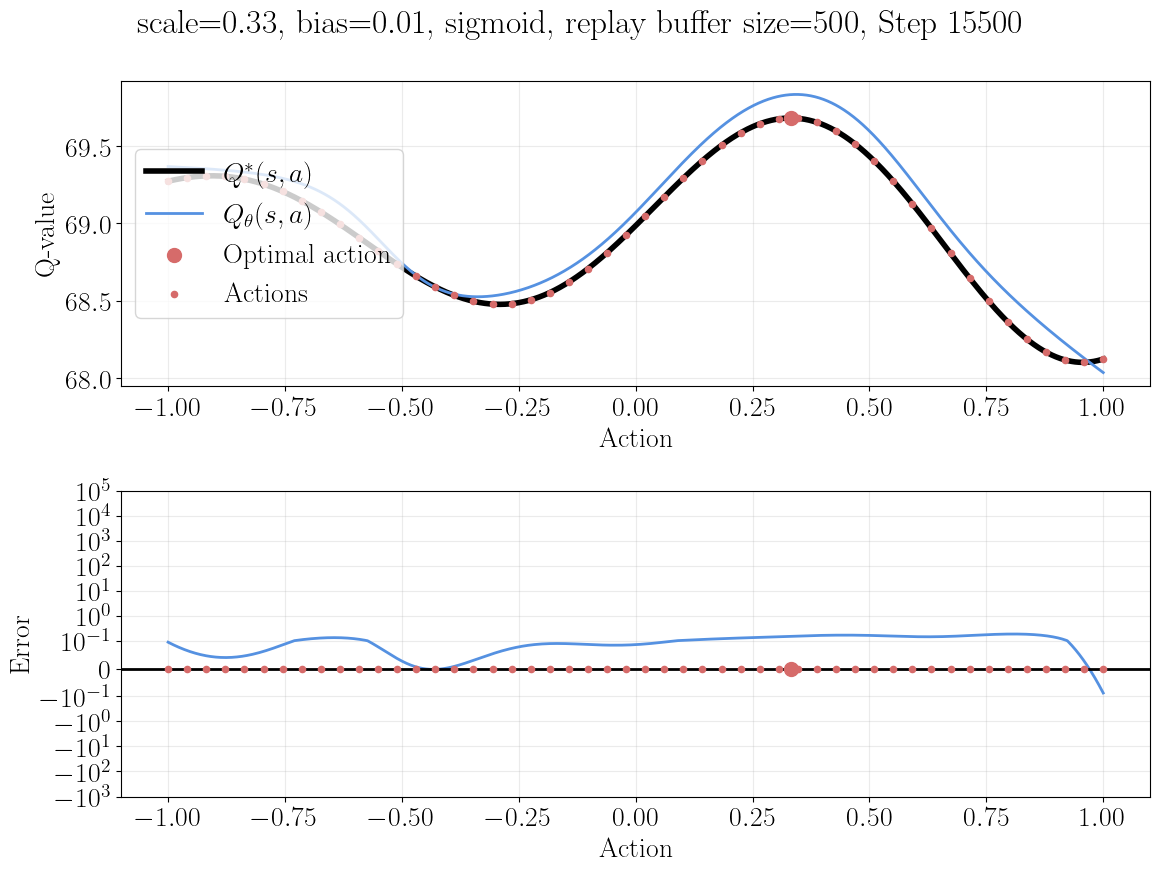 scale=0.33, bias=0.01, sigmoid, replay buffer size=500, Step 15500
Q-value
69.5
69.0
68.5
68.0
Q*(s, a)
Qθ(s, a)
Optimal action
Actions
−1.00 −0.75 −0.50 −0.25 0.00 0.25 0.50 0.75 1.00
Action
Error
10^5
10^4
10^3
10^2
10^1
10^0
10^−1
0
−10^−1
−10^0
−10^1
−10^2
−10^3
−1.00 −0.75 −0.50 −0.25 0.00 0.25 0.50 0.75 1.00
Action